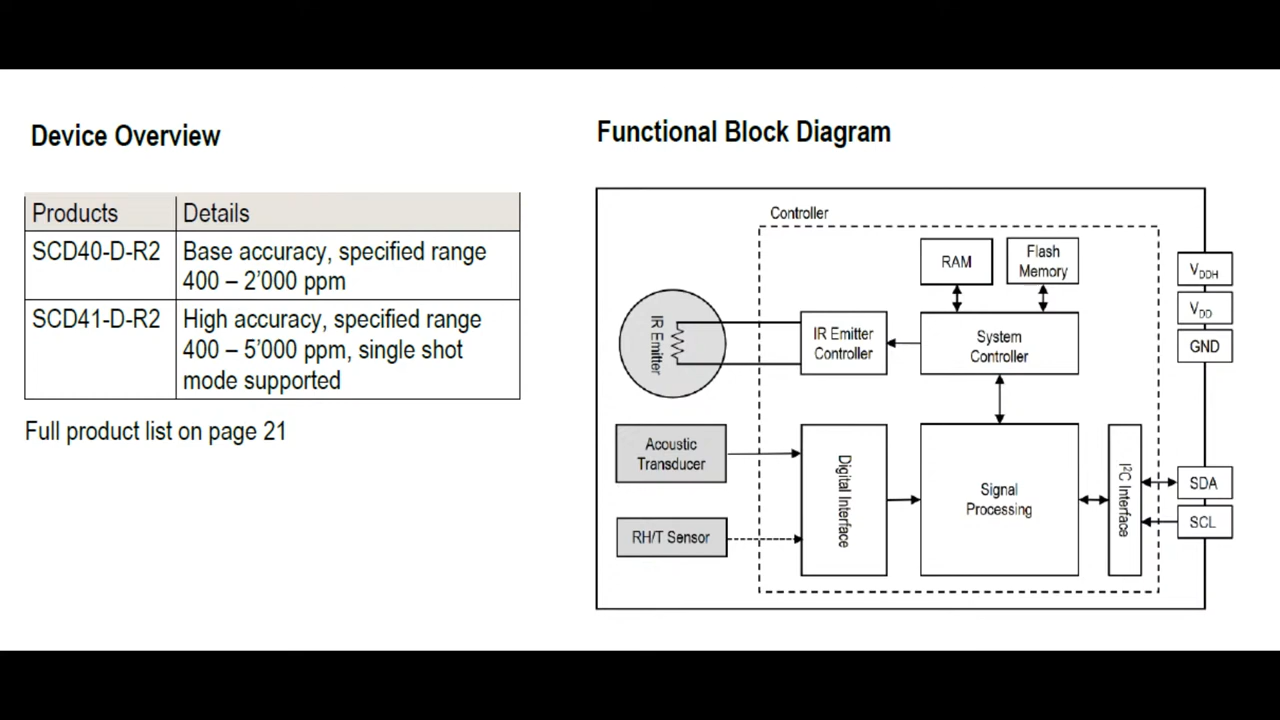 Device Overview
Products Details
SCD40-D-R2 Base accuracy, specified range
400 – 2’000 ppm
SCD41-D-R2 High accuracy, specified range
400 – 5’000 ppm, single shot
mode supported
Full product list on page 21
Functional Block Diagram
Controller
RAM
Flash
Memory
IR Emitter
IR Emitter
Controller
System
Controller
Acoustic
Transducer
RH/T Sensor
Digital Interface
Signal
Processing
I²C Interface
VDDH
VDD
GND
SDA
SCL